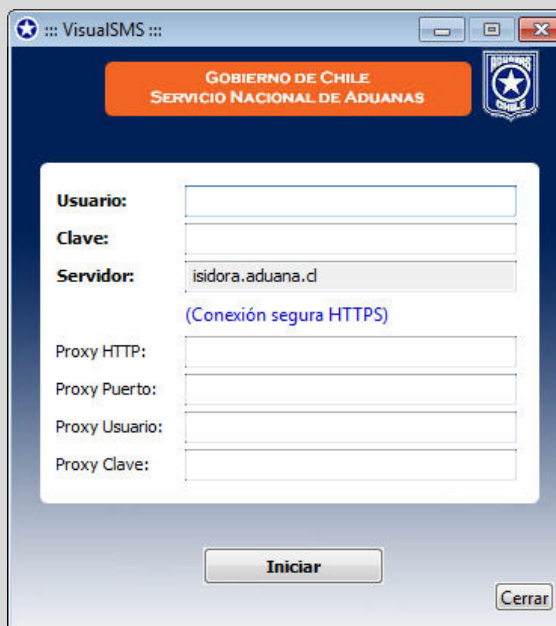 ::: VisualSMS :::
GOBIERNO DE CHILE
SERVICIO NACIONAL DE ADUANAS
ADUANAS
CHILE
Usuario:
Clave:
Servidor: isidora.aduana.cl
(Conexión segura HTTPS)
Proxy HTTP:
Proxy Puerto:
Proxy Usuario:
Proxy Clave:
Iniciar
Cerrar